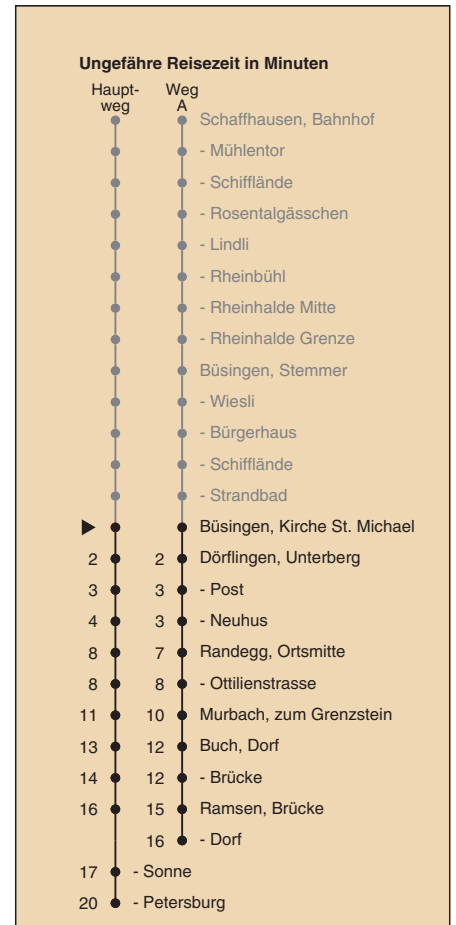 Ungefähre Reisezeit in Minuten
Haupt- Weg
weg A
Schaffhausen, Bahnhof
- Mühlentor
- Schifflände
- Rosentalgässchen
- Lindli
- Rheinbühl
- Rheinhalde Mitte
- Rheinhalde Grenze
Büsingen, Stemmer
- Wiesli
- Bürgerhaus
- Schifflände
- Strandbad
Büsingen, Kirche St. Michael
2 2 Dörflingen, Unterberg
3 3 - Post
4 3 - Neuhus
8 7 Randegg, Ortsmitte
8 8 - Ottilienstrasse
11 10 Murbach, zum Grenzstein
13 12 Buch, Dorf
14 12 - Brücke
16 15 Ramsen, Brücke
16 - Dorf
17 - Sonne
20 - Petersburg